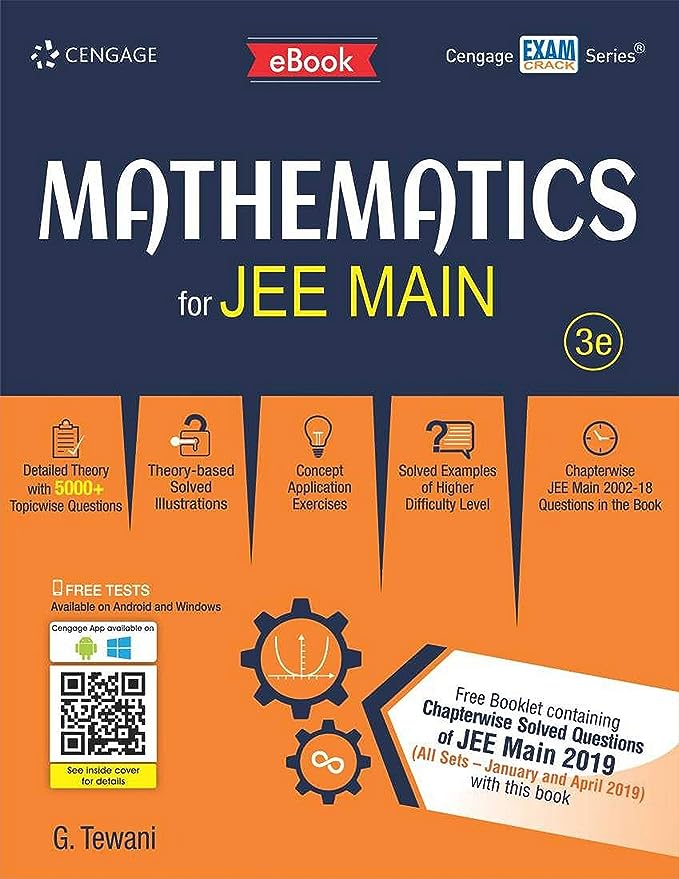 CENGAGE
eBook
Cengage EXAM CRACK Series®
MATHEMATICS
for JEE MAIN
3e
Detailed Theory
with 5000+
Topicwise Questions
Theory-based
Solved
Illustrations
Concept
Application
Exercises
Solved Examples
of Higher
Difficulty Level
Chapterwise
JEE Main 2002-18
Questions in the Book
FREE TESTS
Available on Android and Windows
Cengage App available on
See inside cover
for details
∞
Free Booklet containing
Chapterwise Solved Questions
of JEE Main 2019
(All Sets – January and April 2019)
with this book
G. Tewani